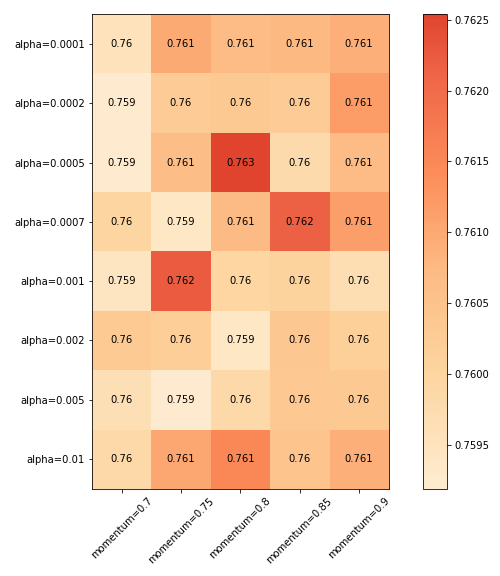 alpha=0.0001 0.76 0.761 0.761 0.761 0.761
alpha=0.0002 0.759 0.76 0.76 0.76 0.761
alpha=0.0005 0.759 0.761 0.763 0.76 0.761
alpha=0.0007 0.76 0.759 0.761 0.762 0.761
alpha=0.001 0.759 0.762 0.76 0.76 0.76
alpha=0.002 0.76 0.76 0.759 0.76 0.76
alpha=0.005 0.76 0.759 0.76 0.76 0.76
alpha=0.01 0.76 0.761 0.761 0.76 0.761
momentum=0.7 momentum=0.75 momentum=0.8 momentum=0.85 momentum=0.9
0.7625
0.7620
0.7615
0.7610
0.7605
0.7600
0.7595